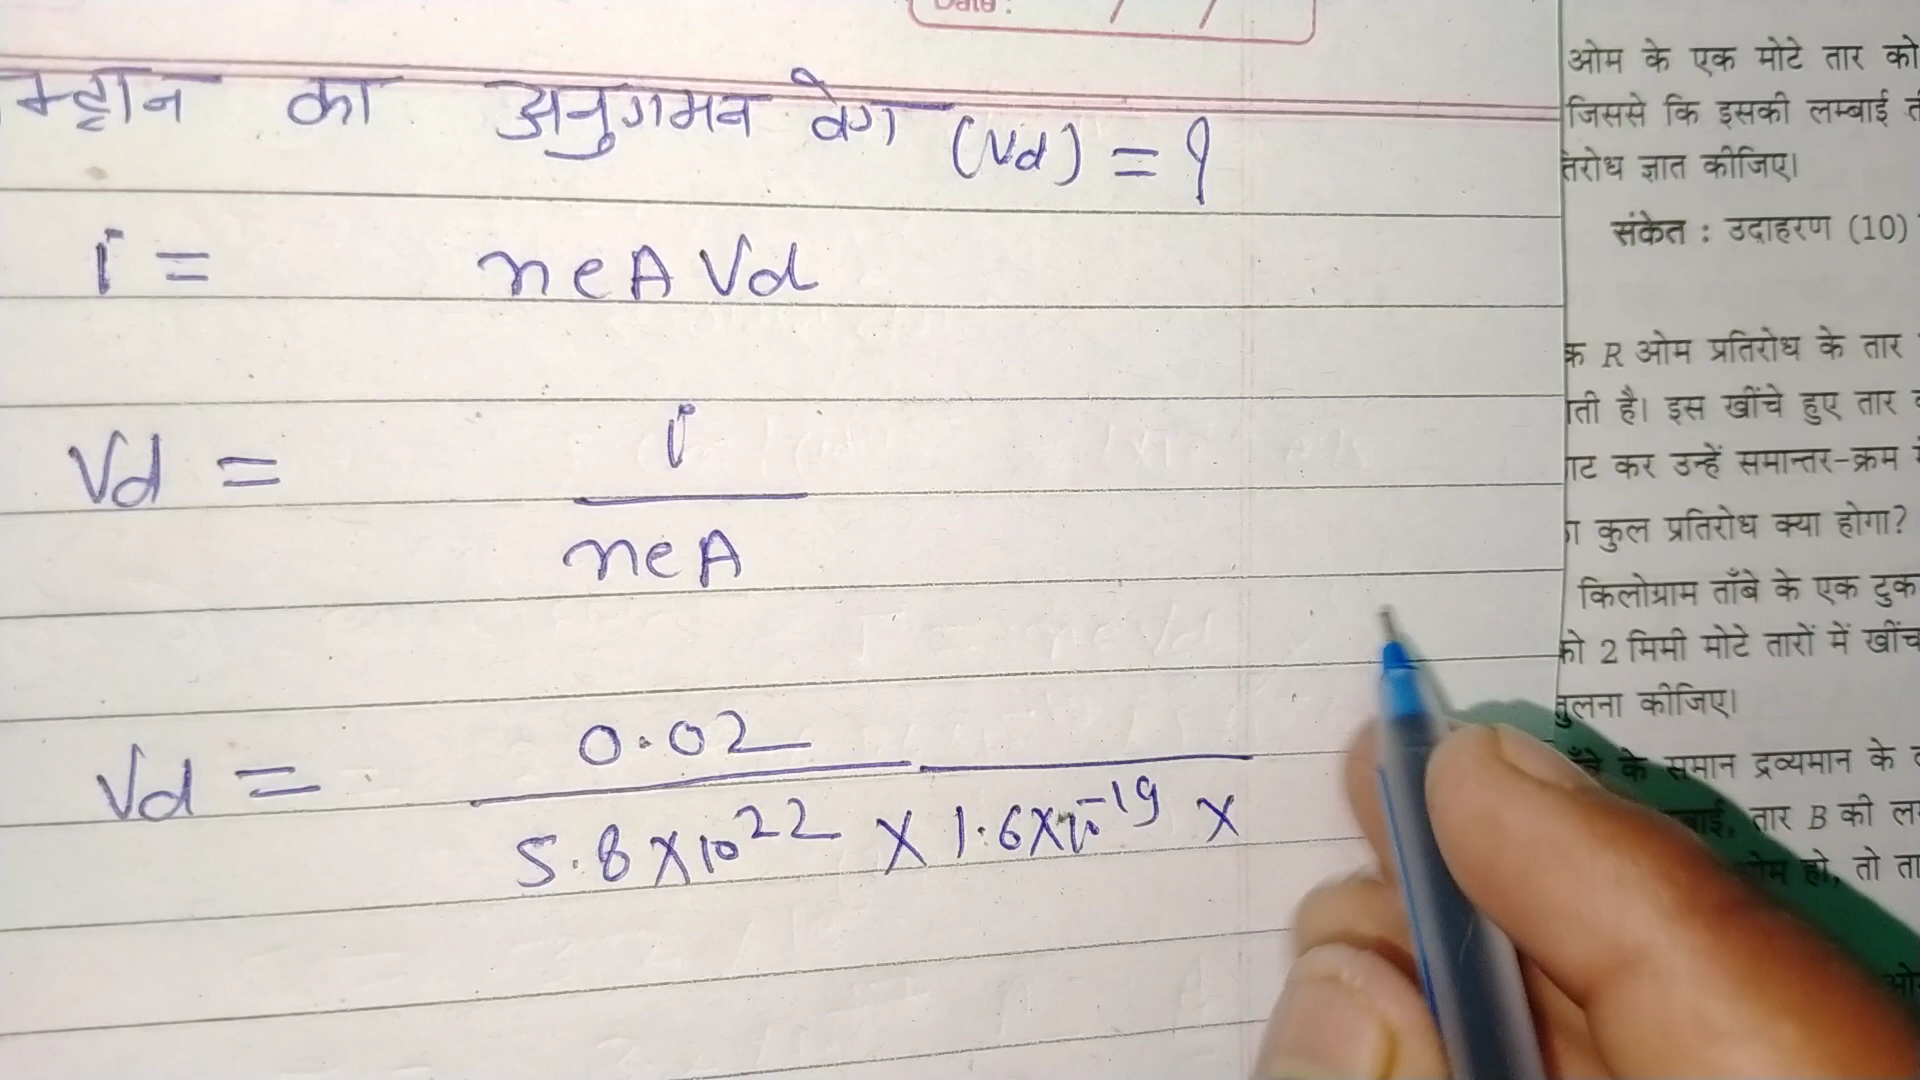 Date :
का अनुगमन वेग (Vd) = ?
i = neAVd
Vd = i
neA
Vd = 0.02
5.8×10²² × 1.6×10⁻¹⁹ ×
ओम के एक मोटे तार को
जिससे कि इसकी लम्बाई
ज्ञात कीजिए।
संकेत : उदाहरण (10)
R ओम प्रतिरोध के तार
है। इस खींचे हुए तार
कर उन्हें समान्तर-क्रम
कुल प्रतिरोध क्या होगा?
किलोग्राम ताँबे के एक
को 2 मिमी मोटे तारों में
तुलना कीजिए।
के समान द्रव्यमान के
तार B की
हो, तो